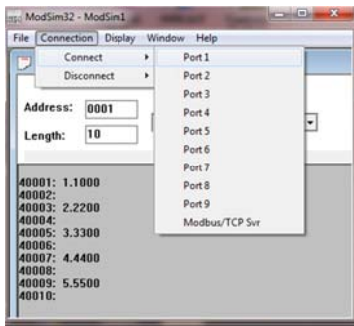 ModSim32 - ModSim1
File Connection Display Window Help
Connect
Disconnect
Port 1
Port 2
Port 3
Port 4
Port 5
Port 6
Port 7
Port 8
Port 9
Modbus/TCP Svr
Address: 0001
Length: 10
40001: 1.1000
40002:
40003: 2.2200
40004:
40005: 3.3300
40006:
40007: 4.4400
40008:
40009: 5.5500
40010: